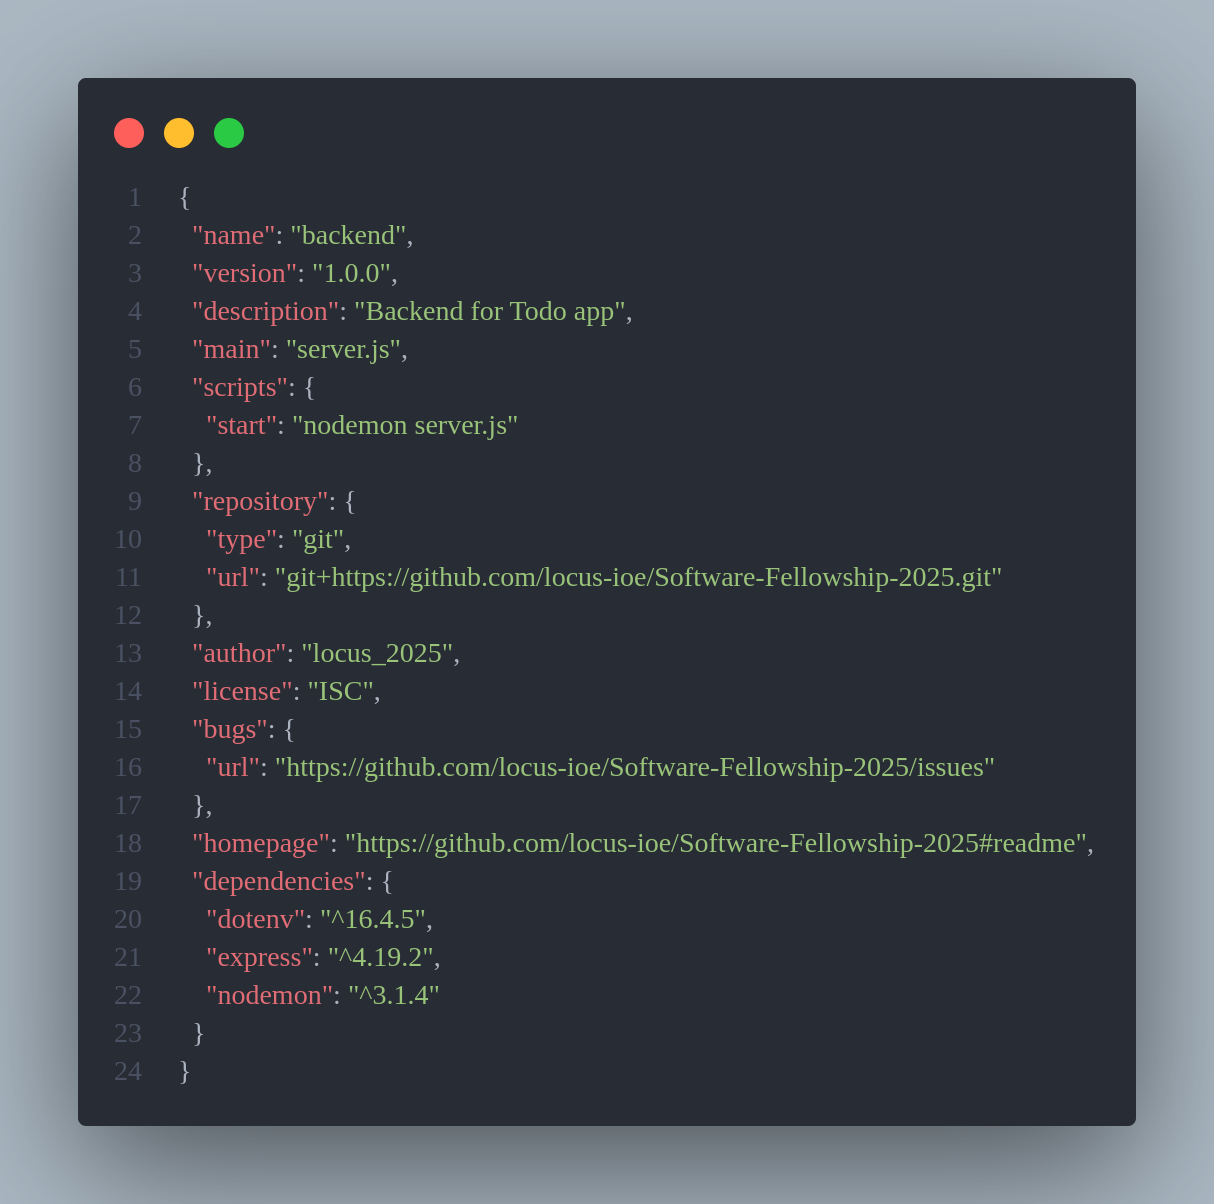 1 {
2 "name": "backend",
3 "version": "1.0.0",
4 "description": "Backend for Todo app",
5 "main": "server.js",
6 "scripts": {
7 "start": "nodemon server.js"
8 },
9 "repository": {
10 "type": "git",
11 "url": "git+https://github.com/locus-ioe/Software-Fellowship-2025.git"
12 },
13 "author": "locus_2025",
14 "license": "ISC",
15 "bugs": {
16 "url": "https://github.com/locus-ioe/Software-Fellowship-2025/issues"
17 },
18 "homepage": "https://github.com/locus-ioe/Software-Fellowship-2025#readme",
19 "dependencies": {
20 "dotenv": "^16.4.5",
21 "express": "^4.19.2",
22 "nodemon": "^3.1.4"
23 }
24 }